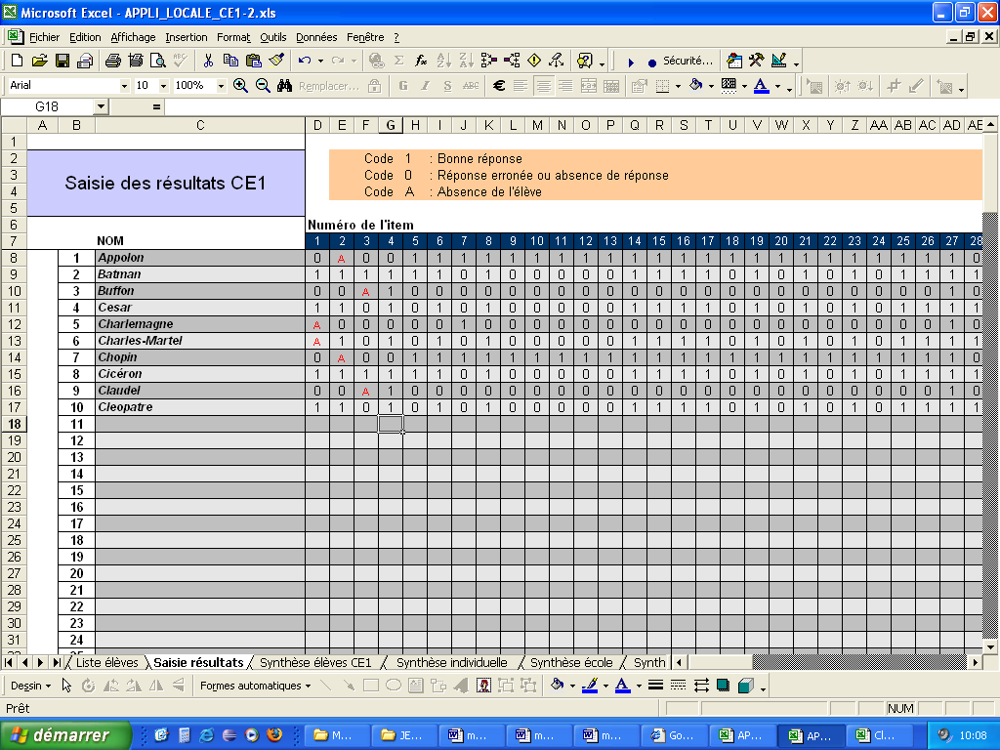 Microsoft Excel - APPLI_LOCALE_CE1-2.xls
Fichier Edition Affichage Insertion Format Outils Données Fenêtre ?
Sécurité...
Arial 10 100% Remplacer... G I S ABC €
G18 =
A B C D E F G H I J K L M N O P Q R S T U V W X Y Z AA AB AC AD AE
1
2 Code 1 : Bonne réponse
3 Saisie des résultats CE1 Code 0 : Réponse erronée ou absence de réponse
4 Code A : Absence de l'élève
5
6 Numéro de l'item
7 NOM 1 2 3 4 5 6 7 8 9 10 11 12 13 14 15 16 17 18 19 20 21 22 23 24 25 26 27 28
8 1 Appolon 0 A 0 0 1 1 1 1 1 1 1 1 1 1 1 1 1 1 1 1 1 1 1 1 1 1 1 0
9 2 Batman 1 1 1 1 1 1 0 1 0 0 0 0 0 1 1 1 1 0 1 0 1 1 0 1 0 1 1 1
10 3 Buffon 0 0 A 1 0 0 0 0 0 0 0 0 0 0 0 0 0 0 0 0 0 0 0 0 0 0 1 0
11 4 Cesar 1 1 0 1 0 1 0 1 0 0 0 0 0 1 1 1 1 0 1 0 1 1 0 1 0 1 1 1
12 5 Charlemagne A 0 0 0 0 0 1 0 0 0 0 0 0 0 0 0 0 0 0 0 0 0 0 0 0 0 1 0
13 6 Charles-Martel A 1 0 1 0 1 0 1 0 0 0 0 0 1 1 1 1 0 1 0 1 1 0 1 0 1 1 1
14 7 Chopin 0 A 0 0 1 1 1 1 1 1 1 1 1 1 1 1 1 1 1 1 1 1 1 1 1 1 1 0
15 8 Cicéron 1 1 1 1 1 1 0 1 0 0 0 0 0 1 1 1 1 0 1 0 1 1 0 1 0 1 1 1
16 9 Claudel 0 0 A 1 0 0 0 0 0 0 0 0 0 0 0 0 0 0 0 0 0 0 0 0 0 0 1 0
17 10 Cleopatre 1 1 0 1 0 1 0 1 0 0 0 0 0 1 1 1 1 0 1 0 1 1 0 1 0 1 1 1
18 11
19 12
20 13
21 14
22 15
23 16
24 17
25 18
26 19
27 20
28 21
29 22
30 23
31 24
Liste élèves Saisie résultats Synthèse élèves CE1 Synthèse individuelle Synthèse école Synth
Dessin Formes automatiques
Prêt NUM
démarrer M... JE... m... m... m... Go... AP... AP... Cl... 10:08